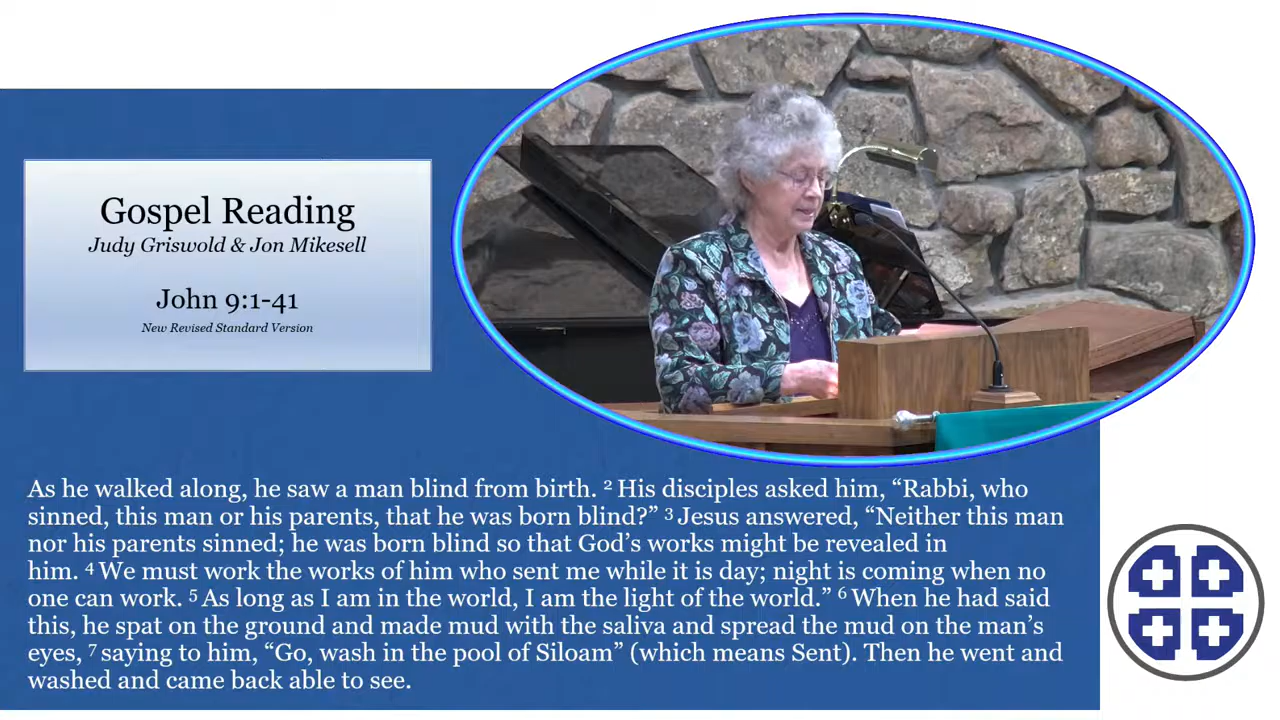 Gospel Reading
Judy Griswold & Jon Mikesell
John 9:1-41
New Revised Standard Version
As he walked along, he saw a man blind from birth. ² His disciples asked him, “Rabbi, who
sinned, this man or his parents, that he was born blind?” ³ Jesus answered, “Neither this man
nor his parents sinned; he was born blind so that God’s works might be revealed in
him. ⁴ We must work the works of him who sent me while it is day; night is coming when no
one can work. ⁵ As long as I am in the world, I am the light of the world.” ⁶ When he had said
this, he spat on the ground and made mud with the saliva and spread the mud on the man’s
eyes, ⁷ saying to him, “Go, wash in the pool of Siloam” (which means Sent). Then he went and
washed and came back able to see.